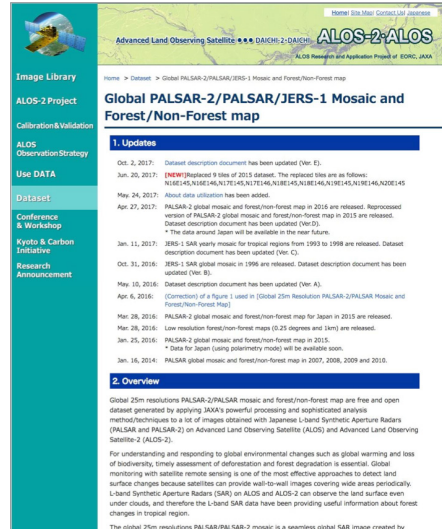 Home| Site Map| Contact Us| Japanese
Advanced Land Observing Satellite ●●● DAICHI-2・DAICHI
ALOS-2・ALOS
ALOS Research and Application Project of EORC, JAXA
Image Library
ALOS-2 Project
Calibration&Validation
ALOS
Observation Strategy
Use DATA
Dataset
Conference
& Workshop
Kyoto & Carbon
Initiative
Research
Announcement
Home > Dataset > Global PALSAR-2/PALSAR/JERS-1 Mosaic and Forest/Non-Forest map
Global PALSAR-2/PALSAR/JERS-1 Mosaic and
Forest/Non-Forest map
1. Updates
Oct. 2, 2017: Dataset description document has been updated (Ver. E).
Jun. 20, 2017: [NEW!]Replaced 9 tiles of 2015 dataset. The replaced tiles are as follows:
N16E145,N16E146,N17E145,N17E146,N18E145,N18E146,N19E145,N19E146,N20E145
May. 24, 2017: About data utilization has been added.
Apr. 27, 2017: PALSAR-2 global mosaic and forest/non-forest map in 2016 are released. Reprocessed
version of PALSAR-2 global mosaic and forest/non-forest map in 2015 are released.
Dataset description document has been updated (Ver.D).
* The data around Japan will be available in the near future.
Jan. 11, 2017: JERS-1 SAR yearly mosaic for tropical regions from 1993 to 1998 are released. Dataset
description document has been updated (Ver. C).
Oct. 31, 2016: JERS-1 SAR global mosaic in 1996 are released. Dataset description document has been
updated (Ver. B).
May. 10, 2016: Dataset description document has been updated (Ver. A).
Apr. 6, 2016: (Correction) of a figure 1 used in [Global 25m Resolution PALSAR-2/PALSAR Mosaic and
Forest/Non-Forest Map]
Mar. 28, 2016: PALSAR-2 global mosaic and forest/non-forest map for Japan in 2015 are released.
Mar. 28, 2016: Low resolution forest/non-forest maps (0.25 degrees and 1km) are released.
Jan. 25, 2016: PALSAR-2 global mosaic and forest/non-forest map in 2015.
* Data for Japan (using polarimetry mode) will be available soon.
Jan. 16, 2014: PALSAR global mosaic and forest/non-forest map in 2007, 2008, 2009 and 2010.
2. Overview
Global 25m resolutions PALSAR-2/PALSAR mosaic and forest/non-forest map are free and open
dataset generated by applying JAXA's powerful processing and sophisticated analysis
method/techniques to a lot of images obtained with Japanese L-band Synthetic Aperture Radars
(PALSAR and PALSAR-2) on Advanced Land Observing Satellite (ALOS) and Advanced Land Observing
Satellite-2 (ALOS-2).
For understanding and responding to global environmental changes such as global warming and loss
of biodiversity, timely assessment of deforestation and forest degradation is essential. Global
monitoring with satellite remote sensing is one of the most effective approaches to detect land
surface changes because satellites can provide wall-to-wall images covering wide areas periodically.
L-band Synthetic Aperture Radars (SAR) on ALOS and ALOS-2 can observe the land surface even
under clouds, and therefore the L-band SAR data have been providing useful information about forest
changes in tropical region.
The global 25m resolutions PALSAR/PALSAR-2 mosaic is a seamless global SAR image created by